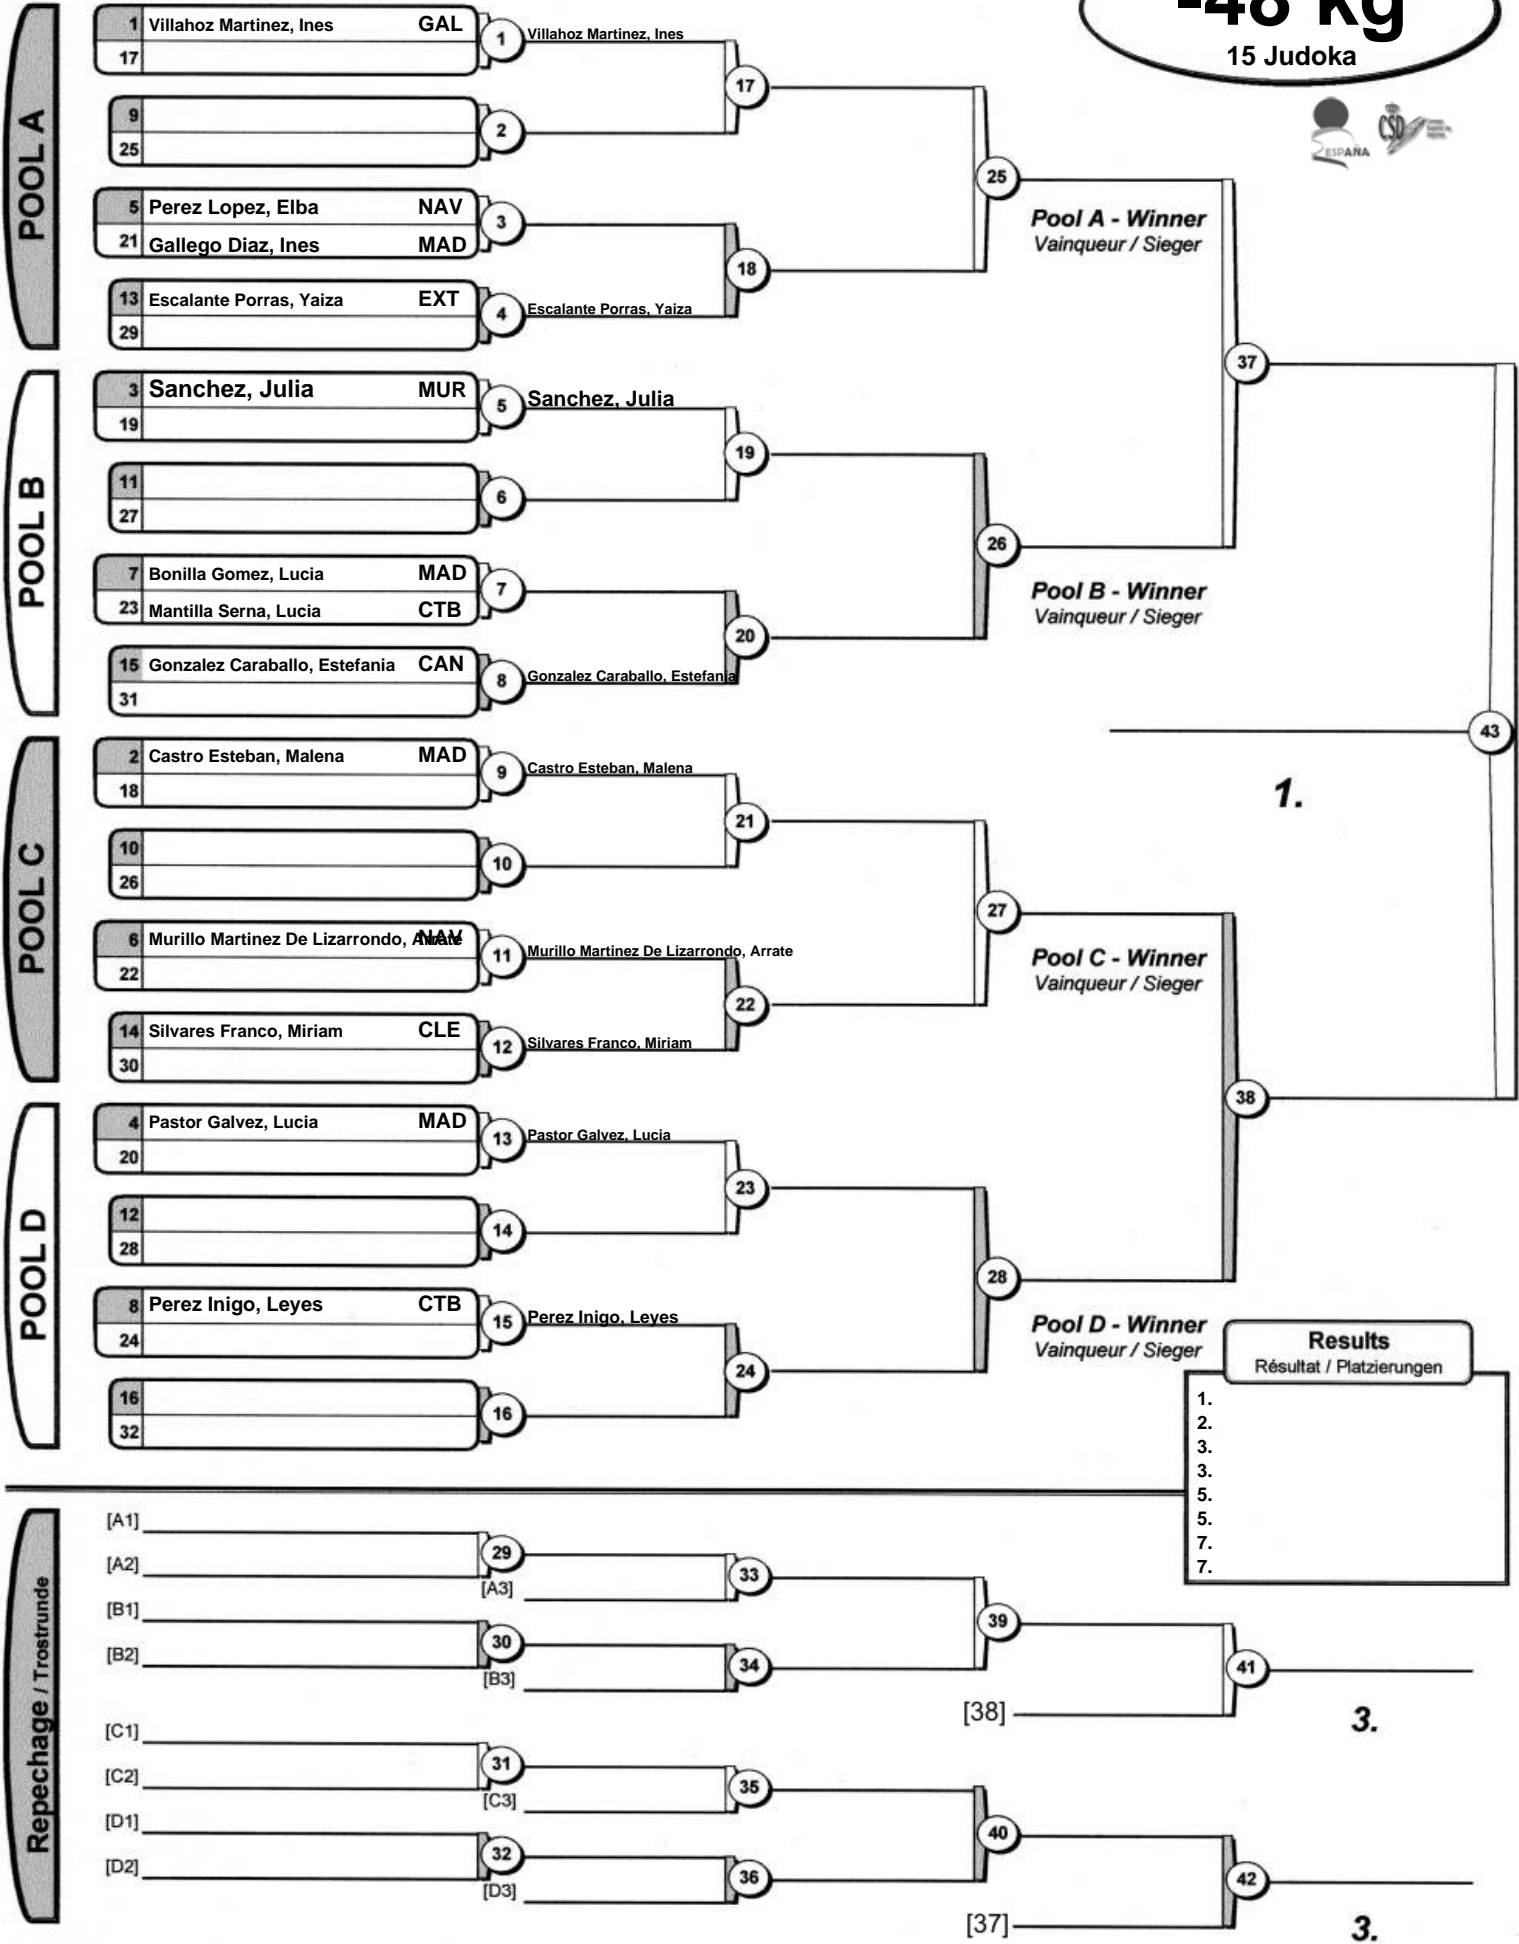 -48 kg
15 Judoka
ESPAÑA
CSD
POOL A
1 Villahoz Martinez, Ines GAL
17
1 Villahoz Martinez, Ines
9
25
2
17
5 Perez Lopez, Elba NAV
21 Gallego Diaz, Ines MAD
3
13 Escalante Porras, Yaiza EXT
29
4 Escalante Porras, Yaiza
18
25
Pool A - Winner
Vainqueur / Sieger
POOL B
3 Sanchez, Julia MUR
19
5 Sanchez, Julia
11
27
6
19
7 Bonilla Gomez, Lucia MAD
23 Mantilla Serna, Lucia CTB
7
15 Gonzalez Caraballo, Estefania CAN
31
8 Gonzalez Caraballo, Estefania
20
26
Pool B - Winner
Vainqueur / Sieger
37
POOL C
2 Castro Esteban, Malena MAD
18
9 Castro Esteban, Malena
10
26
10
21
6 Murillo Martinez De Lizarrondo, Arrate NAV
22
11 Murillo Martinez De Lizarrondo, Arrate
14 Silvares Franco, Miriam CLE
30
12 Silvares Franco, Miriam
22
27
Pool C - Winner
Vainqueur / Sieger
POOL D
4 Pastor Galvez, Lucia MAD
20
13 Pastor Galvez, Lucia
12
28
14
23
8 Perez Inigo, Leyes CTB
24
15 Perez Inigo, Leyes
16
32
16
24
28
Pool D - Winner
Vainqueur / Sieger
38
43
1.
Results
Résultat / Platzierungen
1.
2.
3.
3.
5.
5.
7.
7.
Repechage / Trostrunde
[A1]
[A2]
29
[A3]
33
[B1]
[B2]
30
[B3]
34
39
[38]
41
3.
[C1]
[C2]
31
[C3]
35
[D1]
[D2]
32
[D3]
36
40
[37]
42
3.